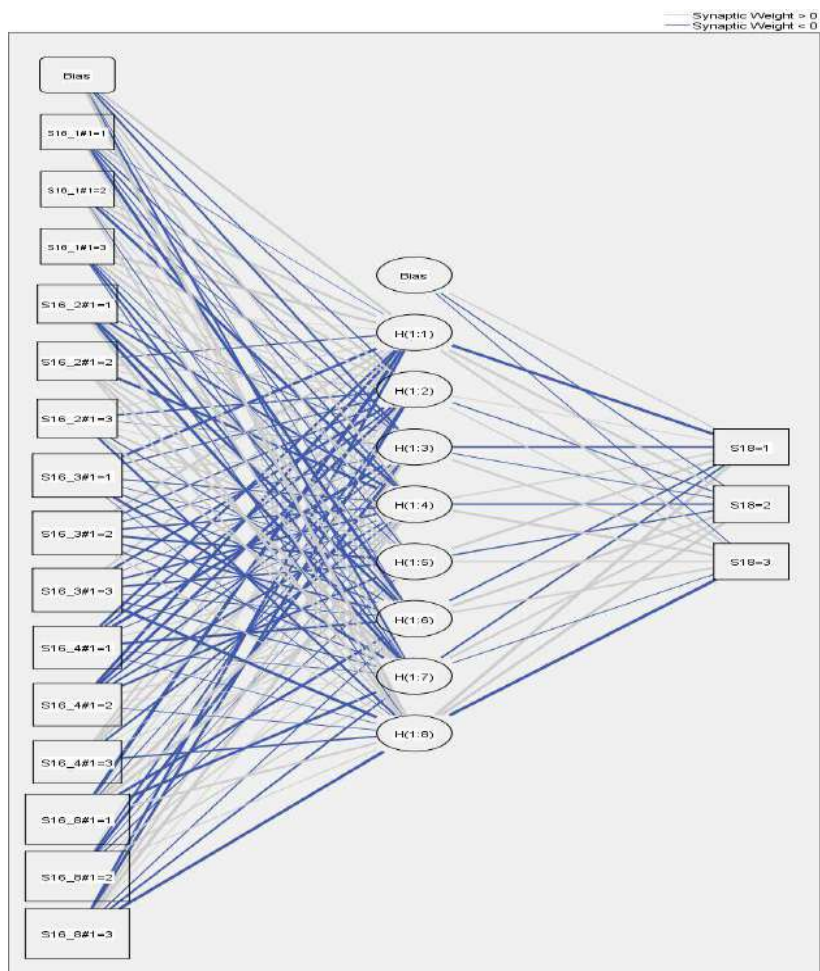 Synaptic Weight > 0
Synaptic Weight < 0
Bias
S16_1#1=1
S16_1#1=2
S16_1#1=3
S16_2#1=1
S16_2#1=2
S16_2#1=3
S16_3#1=1
S16_3#1=2
S16_3#1=3
S16_4#1=1
S16_4#1=2
S16_4#1=3
S16_8#1=1
S16_8#1=2
S16_8#1=3
Bias
H(1:1)
H(1:2)
H(1:3)
H(1:4)
H(1:5)
H(1:6)
H(1:7)
H(1:8)
S18=1
S18=2
S18=3